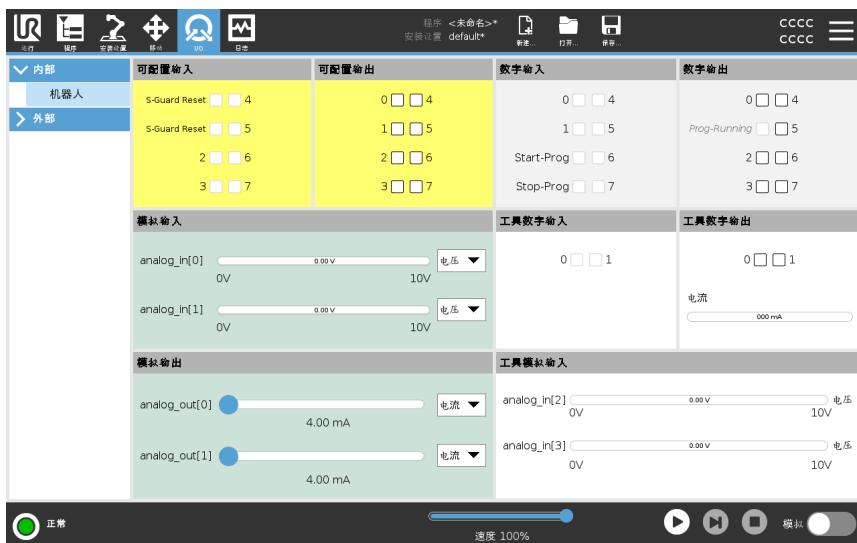 UR
程序 <未命名>*
安装设置 default*
CCCC
CCCC
运行 程序 安装设置 移动 I/O 日志
新建... 打开... 保存...
内部
机器人
外部
可配置输入
S-Guard Reset 4
S-Guard Reset 5
2 6
3 7
可配置输出
0 4
1 5
2 6
3 7
数字输入
0 4
1 5
Start-Prog 6
Stop-Prog 7
数字输出
0 4
Prog-Running 5
2 6
3 7
模拟输入
analog_in[0] 0.00 V 电压
0V 10V
analog_in[1] 0.00 V 电压
0V 10V
工具数字输入
0 1
工具数字输出
0 1
电流
000 mA
模拟输出
analog_out[0] 电流
4.00 mA
analog_out[1] 电流
4.00 mA
工具模拟输入
analog_in[2] 0.00 V 电压
0V 10V
analog_in[3] 0.00 V 电压
0V 10V
正常
速度 100%
模拟